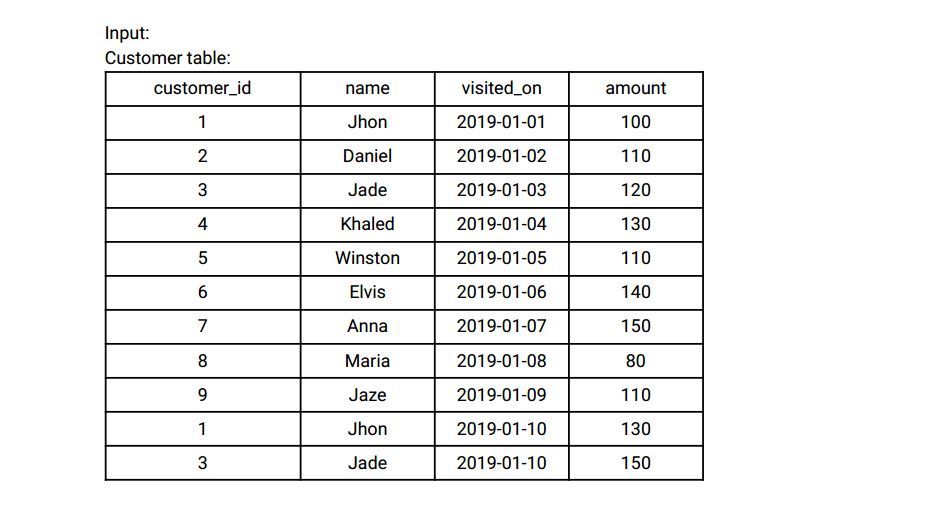 Input:
Customer table:
customer_id name visited_on amount
1 Jhon 2019-01-01 100
2 Daniel 2019-01-02 110
3 Jade 2019-01-03 120
4 Khaled 2019-01-04 130
5 Winston 2019-01-05 110
6 Elvis 2019-01-06 140
7 Anna 2019-01-07 150
8 Maria 2019-01-08 80
9 Jaze 2019-01-09 110
1 Jhon 2019-01-10 130
3 Jade 2019-01-10 150